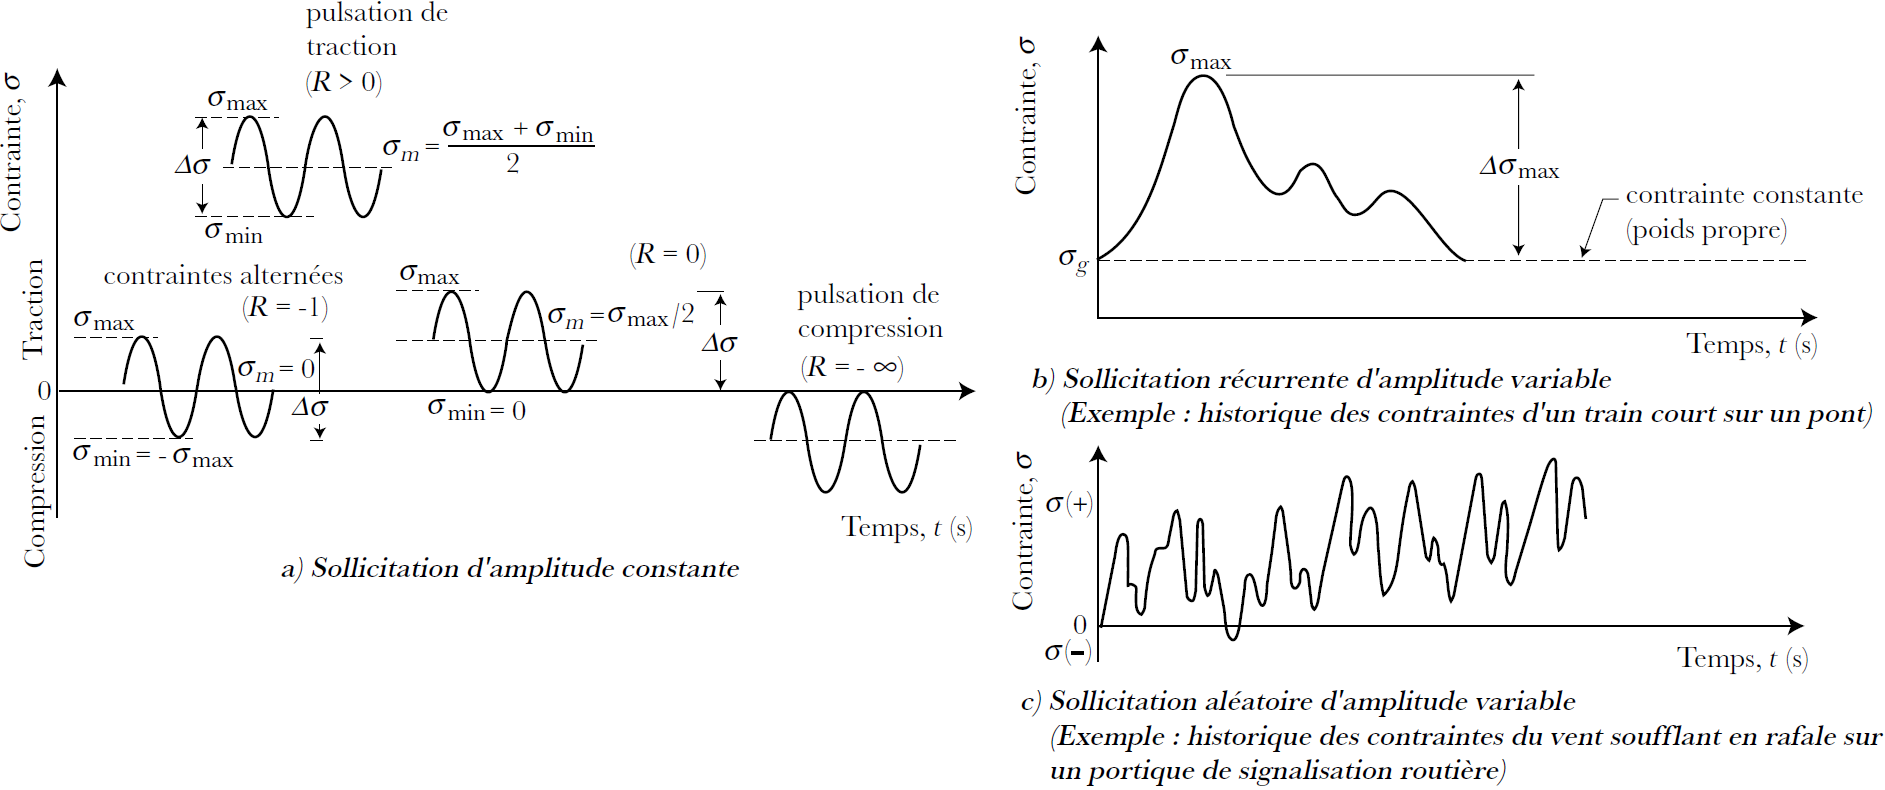 pulsation de
traction
(R > 0)
Contrainte, σ
σmax
Δσ
σm = σmax + σmin / 2
σmin
Traction
contraintes alternées
(R = -1)
σmax
σm = 0
Δσ
σmin = - σmax
0
Compression
(R = 0)
σmax
σm = σmax/2
Δσ
σmin = 0
pulsation de
compression
(R = - ∞)
Temps, t (s)
a) Sollicitation d'amplitude constante
Contrainte, σ
σmax
Δσmax
contrainte constante
(poids propre)
σg
Temps, t (s)
b) Sollicitation récurrente d'amplitude variable
(Exemple : historique des contraintes d'un train court sur un pont)
Contrainte, σ
σ(+)
0
σ(–)
Temps, t (s)
c) Sollicitation aléatoire d'amplitude variable
(Exemple : historique des contraintes du vent soufflant en rafale sur
un portique de signalisation routière)